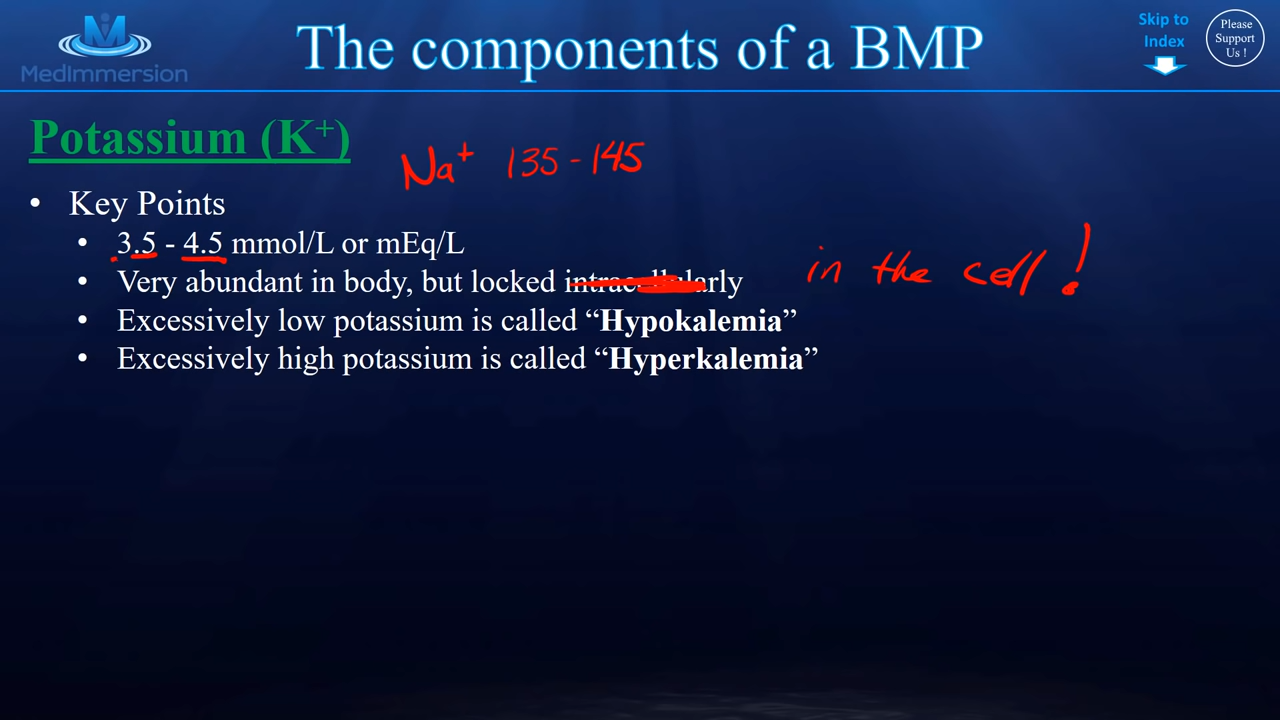 MedImmersion
The components of a BMP
Skip to
Index
Please
Support
Us !
Potassium (K+)
Na+ 135 - 145
• Key Points
• 3.5 - 4.5 mmol/L or mEq/L
• Very abundant in body, but locked intracellularly
in the cell!
• Excessively low potassium is called “Hypokalemia”
• Excessively high potassium is called “Hyperkalemia”